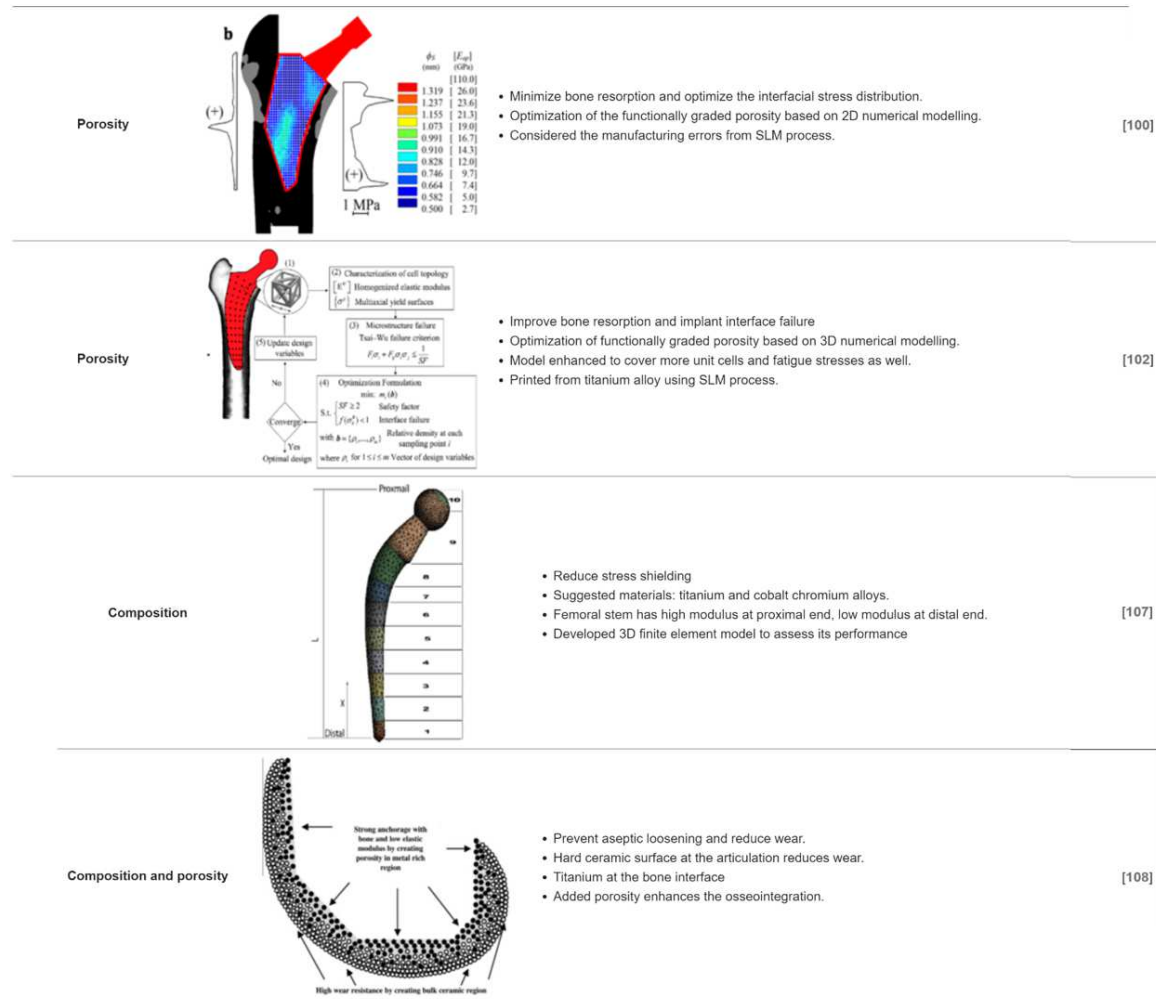 b
ϕS [Eap]
(mm) (GPa)
[110.0]
1.319 [ 26.0]
1.237 [ 23.6]
1.155 [ 21.3]
1.073 [ 19.0]
0.991 [ 16.7]
0.910 [ 14.3]
0.828 [ 12.0]
0.746 [ 9.7]
0.664 [ 7.4]
0.582 [ 5.0]
0.500 [ 2.7]
(+)
(+)
1 MPa
Porosity
• Minimize bone resorption and optimize the interfacial stress distribution.
• Optimization of the functionally graded porosity based on 2D numerical modelling.
• Considered the manufacturing errors from SLM process.
[100]
Porosity
(1)
(2) Characterization of cell topology
Homogenized elastic modulus
Multiaxial yield surfaces
(3) Microstructure failure
Tsai–Wu failure criterion
Fiσi + Fijσiσj ≤ 1/SF
(4) Optimization Formulation
min: mr(b)
S.t. SF ≥ 2 Safety factor
<1 Interface failure
Relative density at each
sampling point i
where ρi for 1 ≤ i ≤ m Vector of design variables
(5) Update design
variables
No
Converge
Yes
Optimal design
• Improve bone resorption and implant interface failure
• Optimization of functionally graded porosity based on 3D numerical modelling.
• Model enhanced to cover more unit cells and fatigue stresses as well.
• Printed from titanium alloy using SLM process.
[102]
Composition
Proxmail
10
9
8
7
6
5
4
3
2
1
L
X
Distal
• Reduce stress shielding
• Suggested materials: titanium and cobalt chromium alloys.
• Femoral stem has high modulus at proximal end, low modulus at distal end.
• Developed 3D finite element model to assess its performance
[107]
Composition and porosity
Strong anchorage with
bone and low elastic
modulus by creating
porosity in metal rich
region
High wear resistance by creating bulk ceramic region
• Prevent aseptic loosening and reduce wear.
• Hard ceramic surface at the articulation reduces wear.
• Titanium at the bone interface
• Added porosity enhances the osseointegration.
[108]